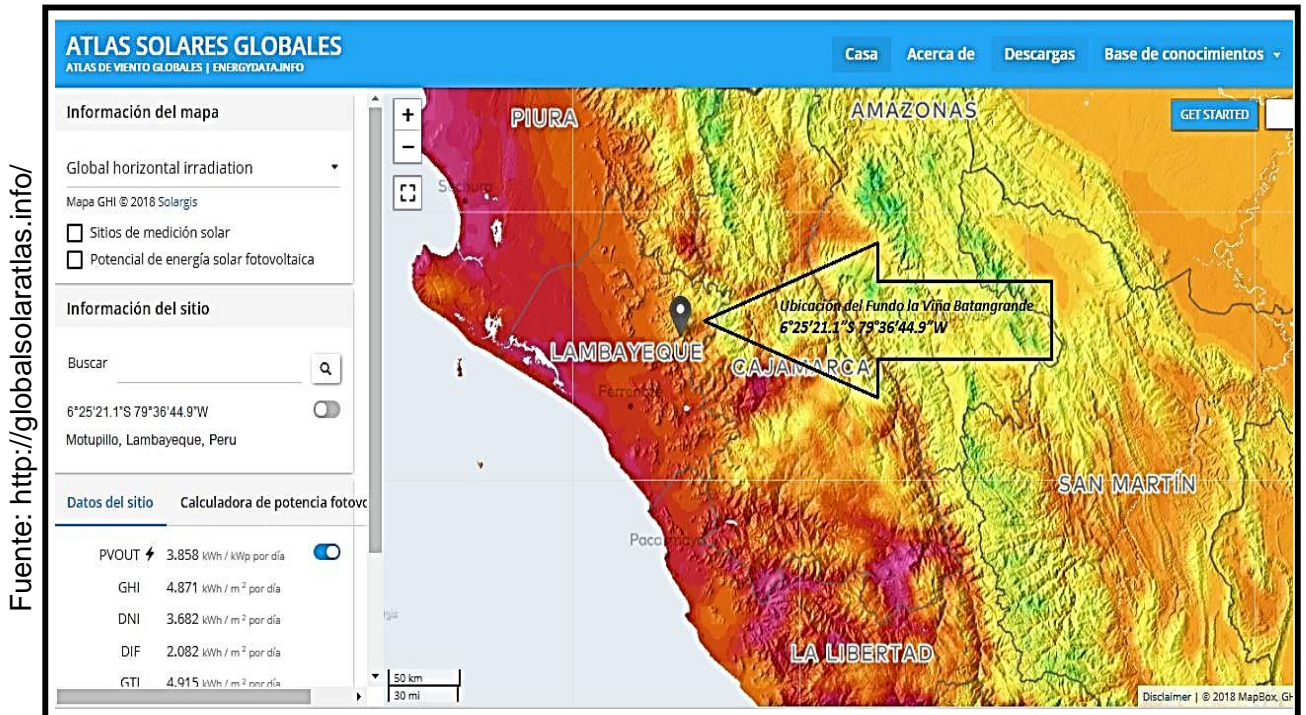 Fuente: http://globalsolaratlas.info/
ATLAS SOLARES GLOBALES
ATLAS DE VIENTO GLOBALES | ENERGYDATA.INFO
Casa
Acerca de
Descargas
Base de conocimientos
Información del mapa
Global horizontal irradiation
Mapa GHI © 2018 Solargis
Sitios de medición solar
Potencial de energía solar fotovoltaica
Información del sitio
Buscar
6°25'21.1"S 79°36'44.9"W
Motupillo, Lambayeque, Peru
Datos del sitio
Calculadora de potencia fotovo
PVOUT 3.858 kWh / kWp por día
GHI 4.871 kWh / m² por día
DNI 3.682 kWh / m² por día
DIF 2.082 kWh / m² por día
GTI 4.915 kWh / m² por día
+
−
PIURA
AMAZONAS
GET STARTED
Sechura
Ubicación del Fundo la Viña Batangrande
6°25'21.1"S 79°36'44.9"W
LAMBAYEQUE
CAJAMARCA
Ferreñafe
SAN MARTÍN
Pacasmayo
LA LIBERTAD
50 km
30 mi
Disclaimer | © 2018 MapBox, GH